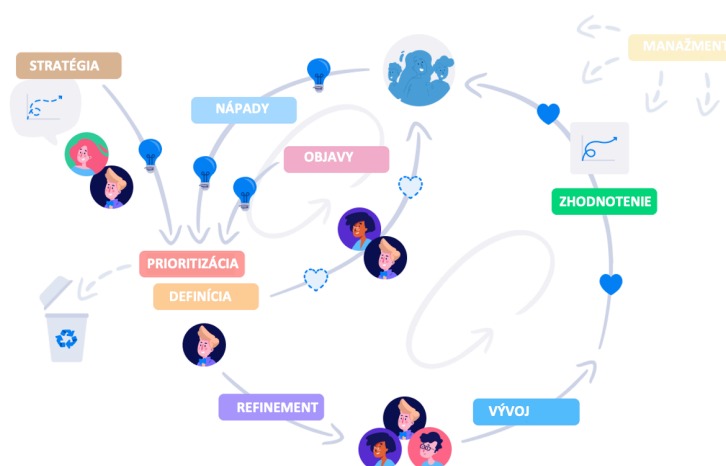 MANAŽMENT
STRATÉGIA
NÁPADY
OBJAVY
ZHODNOTENIE
PRIORITIZÁCIA
DEFINÍCIA
REFINEMENT
VÝVOJ